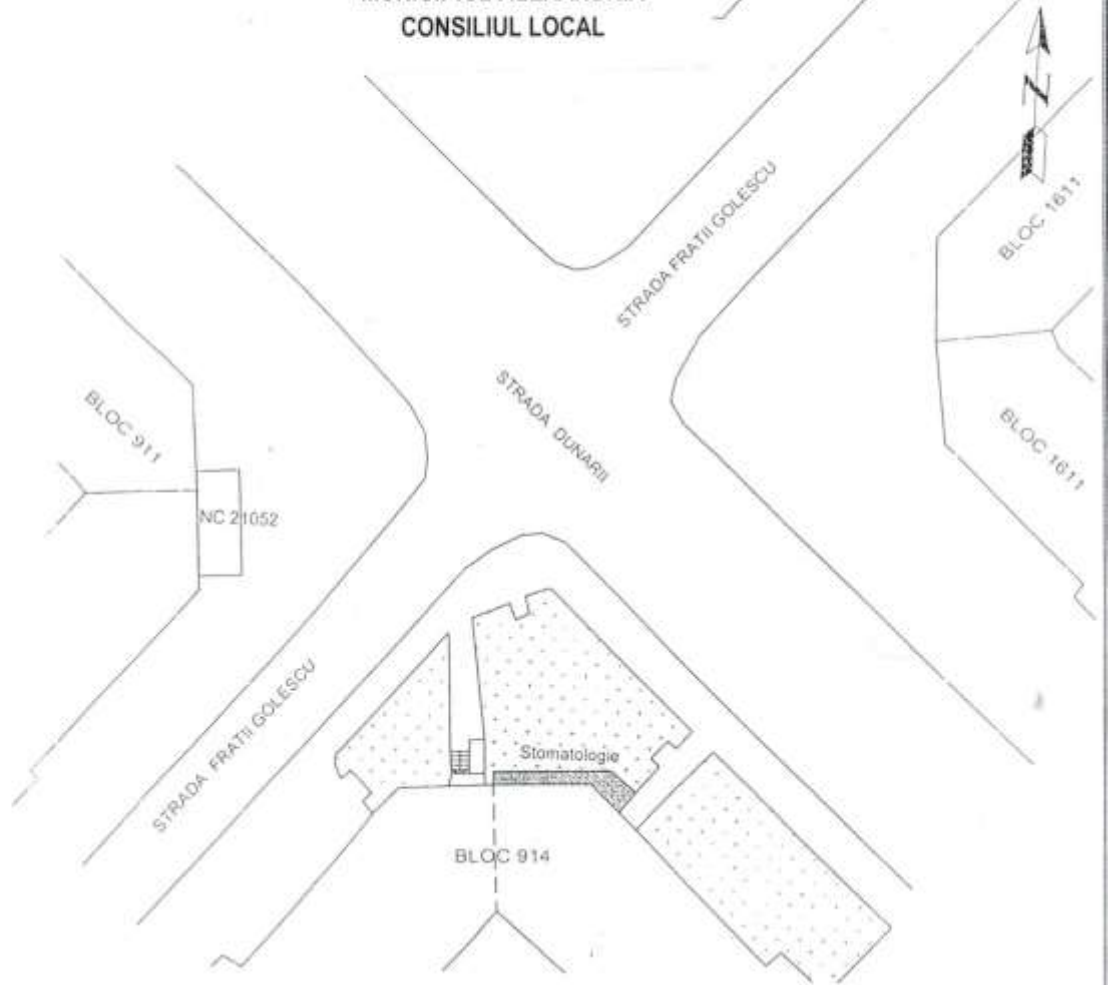 CONSILIUL LOCAL
N
STRADA FRATII GOLESCU
BLOC 1611
STRADA DUNARII
BLOC 911
BLOC 1611
NC 21052
STRADA FRATII GOLESCU
Stomatologie
BLOC 914